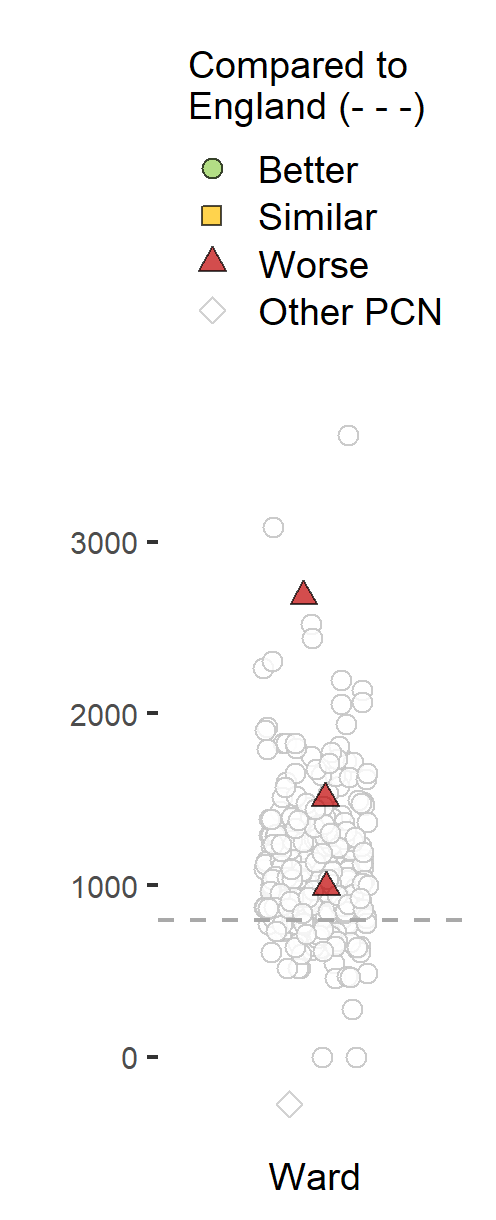 Compared to
England (- - -)
Better
Similar
Worse
Other PCN
3000
2000
1000
0
Ward